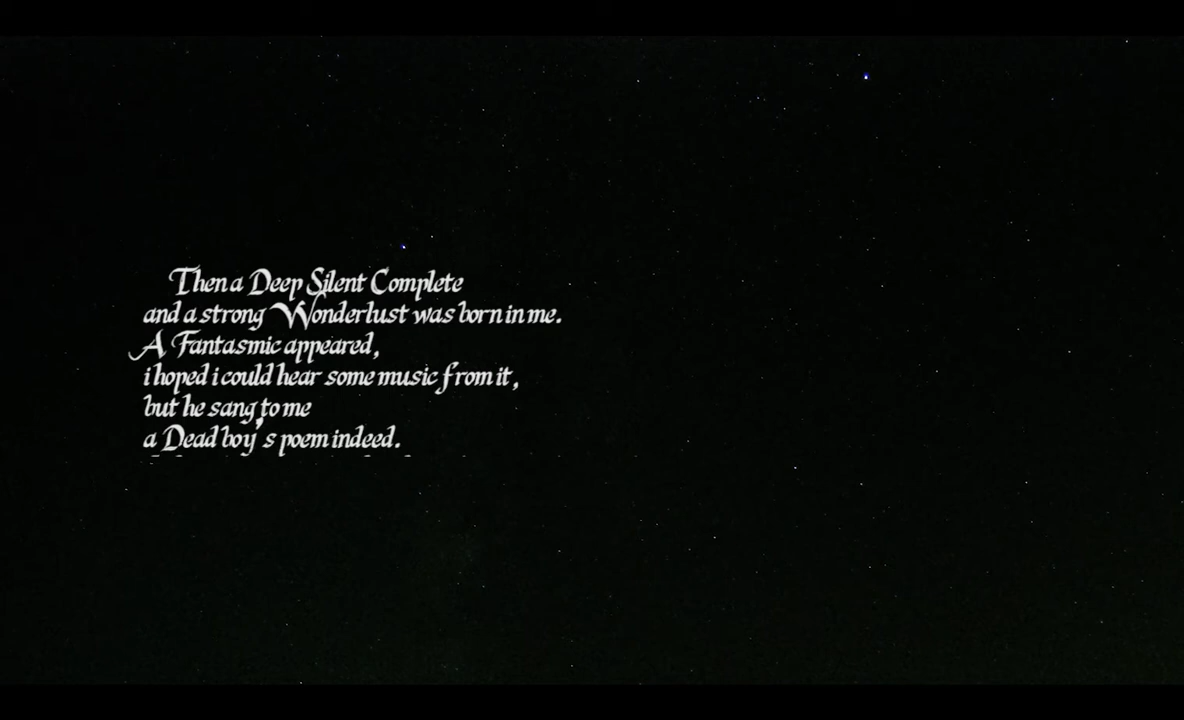 Then a Deep Silent Complete
and a strong Wonderlust was born in me.
A Fantasmic appeared,
i hoped i could hear some music from it,
but he sang to me
a Dead boy's poem indeed.